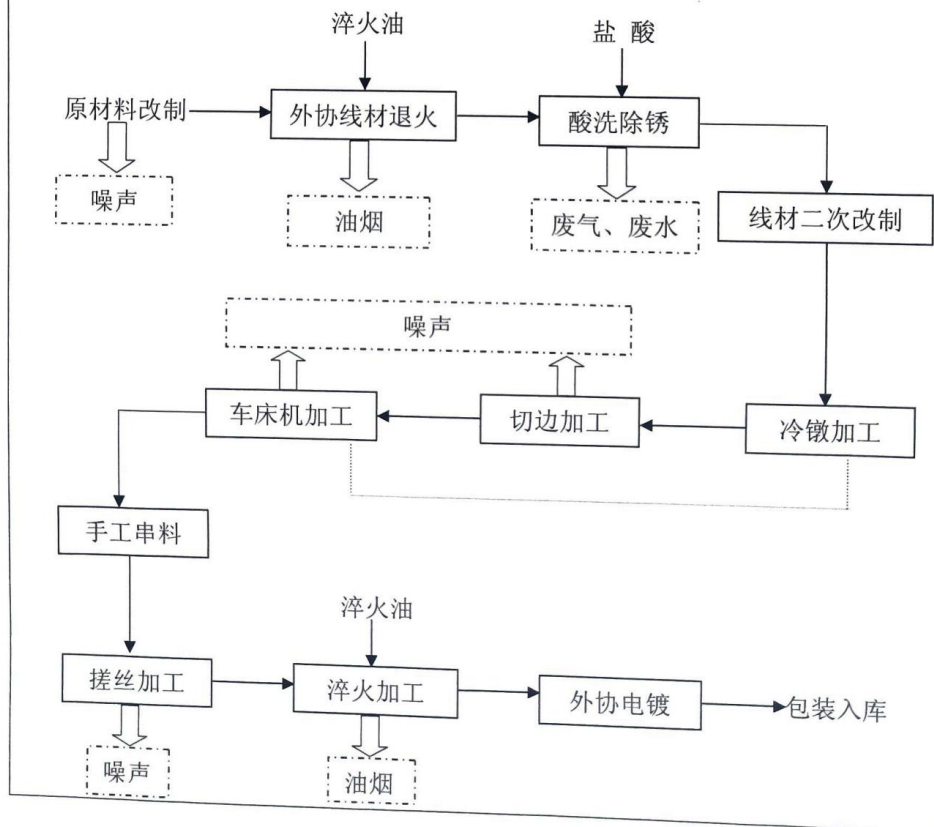 淬火油
盐 酸
原材料改制
外协线材退火
酸洗除锈
噪声
油烟
废气、废水
线材二次改制
噪声
车床机加工
切边加工
冷镦加工
手工串料
淬火油
搓丝加工
淬火加工
外协电镀
包装入库
噪声
油烟